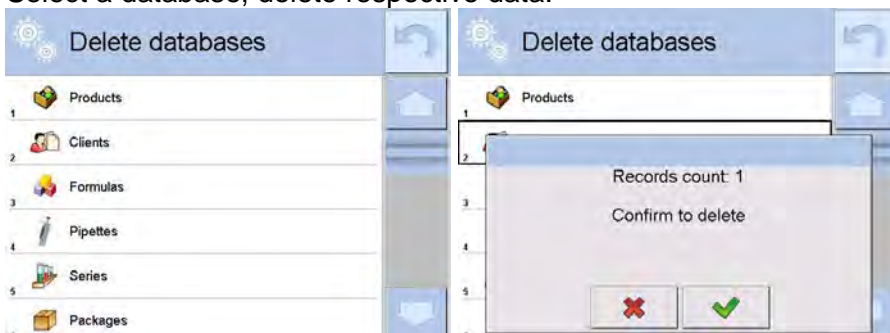 Select a database, delete respective data.
Delete databases
1 Products
2 Clients
3 Formulas
4 Pipettes
5 Series
Packages
Delete databases
1 Products
2
3
4
5
Records count: 1
Confirm to delete